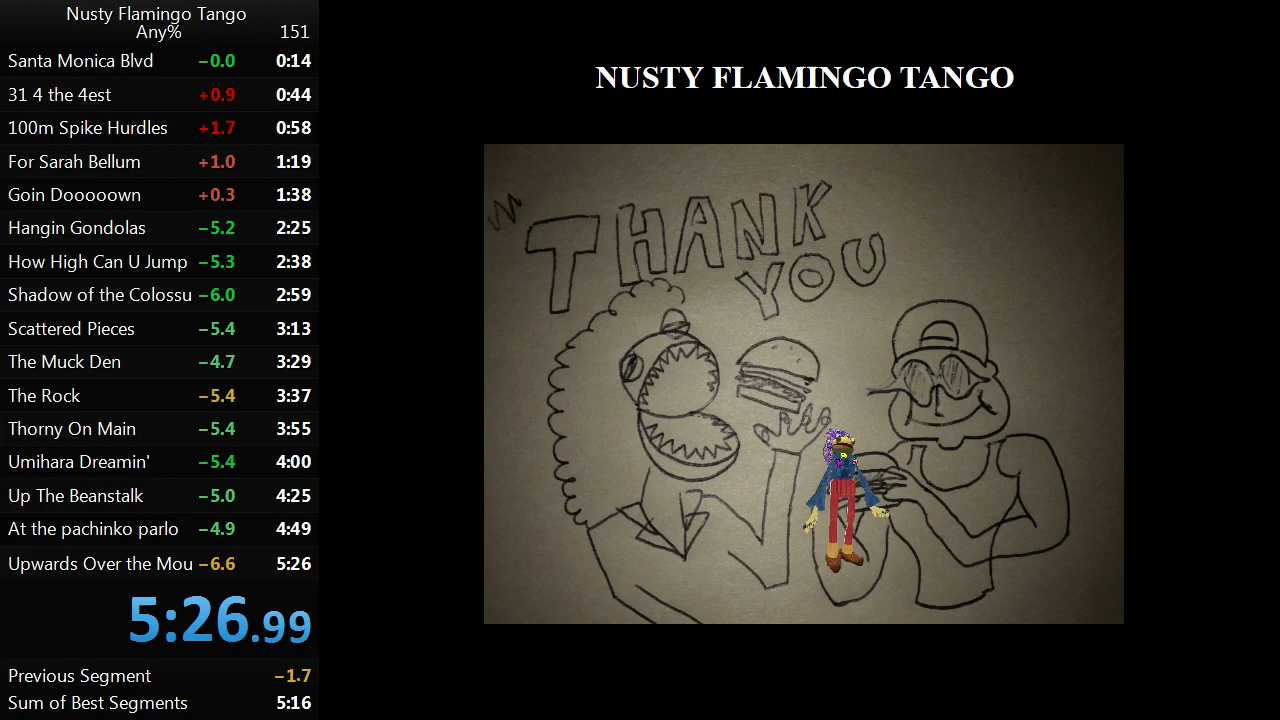 Nusty Flamingo Tango
Any% 151
Santa Monica Blvd −0.0 0:14
31 4 the 4est +0.9 0:44
100m Spike Hurdles +1.7 0:58
For Sarah Bellum +1.0 1:19
Goin Dooooown +0.3 1:38
Hangin Gondolas −5.2 2:25
How High Can U Jump −5.3 2:38
Shadow of the Colossu −6.0 2:59
Scattered Pieces −5.4 3:13
The Muck Den −4.7 3:29
The Rock −5.4 3:37
Thorny On Main −5.4 3:55
Umihara Dreamin' −5.4 4:00
Up The Beanstalk −5.0 4:25
At the pachinko parlo −4.9 4:49
Upwards Over the Mou −6.6 5:26
5:26.99
Previous Segment −1.7
Sum of Best Segments 5:16
NUSTY FLAMINGO TANGO
THANK
YOU